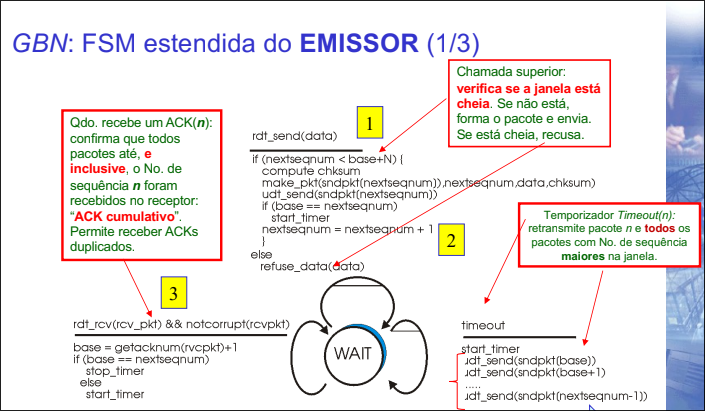 GBN: FSM estendida do EMISSOR (1/3)
Chamada superior:
verifica se a janela está
cheia. Se não está,
forma o pacote e envia.
Se está cheia, recusa.
Qdo. recebe um ACK(n):
confirma que todos
pacotes até, e
inclusive, o No. de
sequência n foram
recebidos no receptor:
“ACK cumulativo”.
Permite receber ACKs
duplicados.
1
rdt_send(data)
if (nextseqnum < base+N) {
compute chksum
make_pkt(sndpkt(nextseqnum)),nextseqnum,data,chksum)
udt_send(sndpkt(nextseqnum))
if (base == nextseqnum)
start_timer
nextseqnum = nextseqnum + 1
}
else
refuse_data(data)
2
Temporizador Timeout(n):
retransmite pacote n e todos os
pacotes com No. de sequência
maiores na janela.
3
rdt_rcv(rcv_pkt) && notcorrupt(rcvpkt)
base = getacknum(rcvpkt)+1
if (base == nextseqnum)
stop_timer
else
start_timer
WAIT
timeout
start_timer
udt_send(sndpkt(base))
udt_send(sndpkt(base+1)
.....
udt_send(sndpkt(nextseqnum-1))